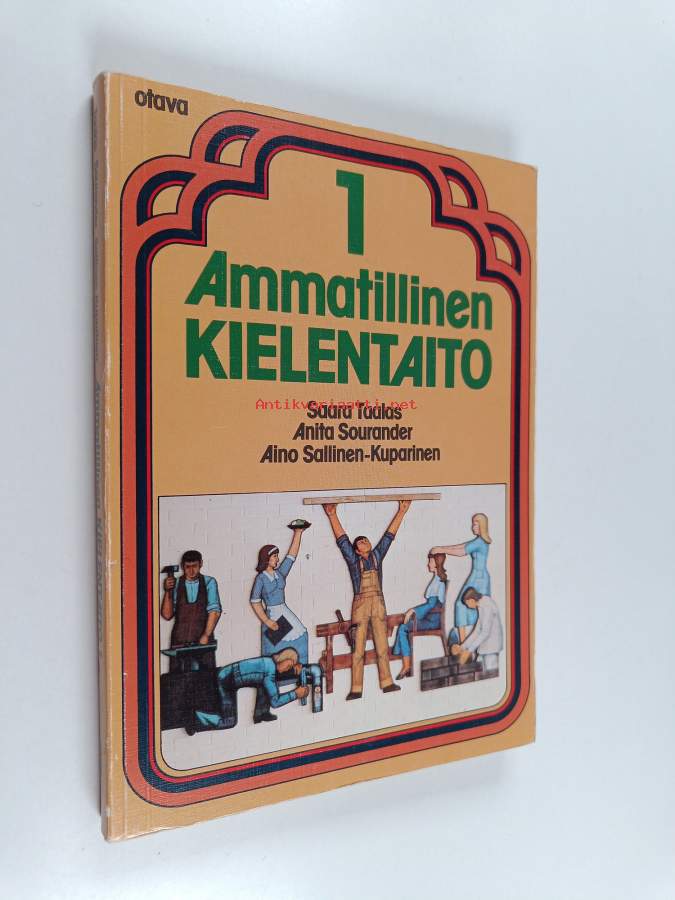 otava
1
Ammatillinen
KIELENTAITO
Antikvariaatti.net
Saara Taalas
Anita Sourander
Aino Sallinen-Kuparinen